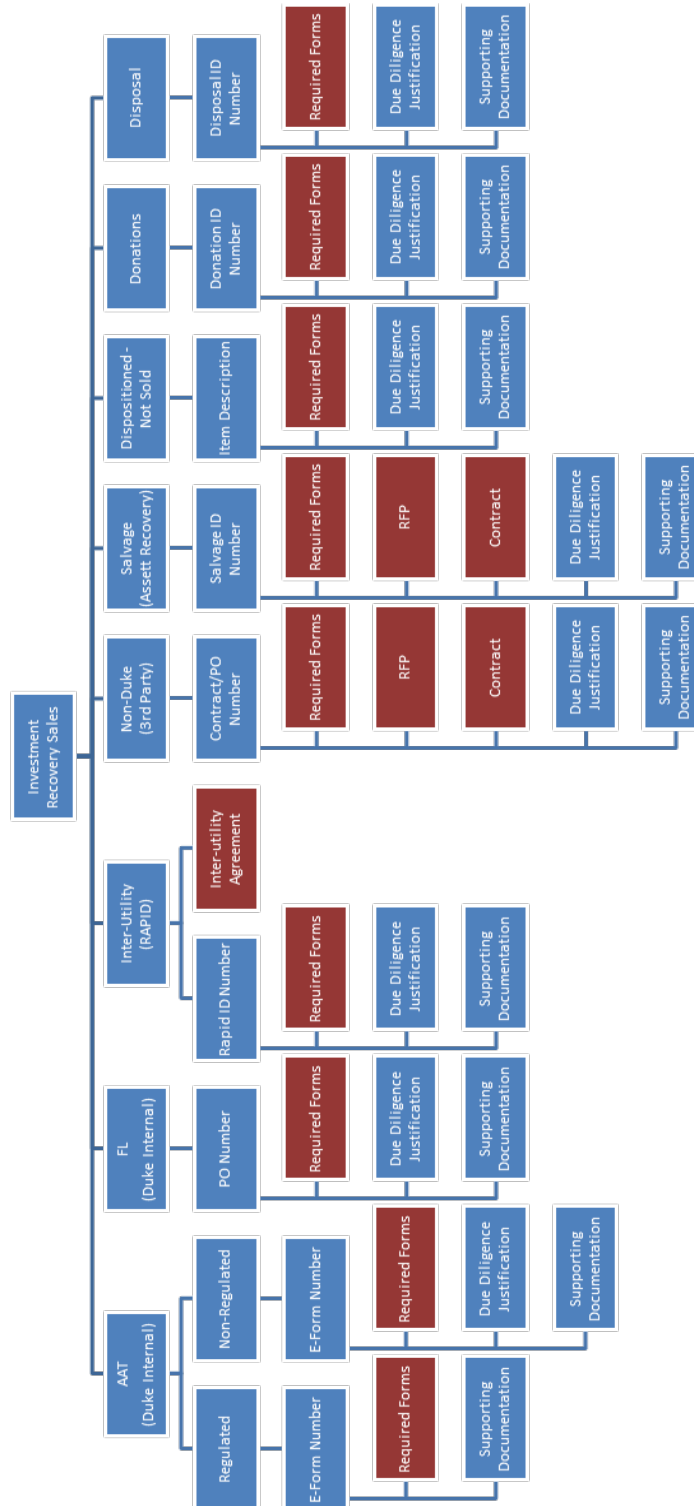 Investment
Recovery Sales
AAT
(Duke Internal)
FL
(Duke Internal)
Inter-Utility
(RAPID)
Non-Duke
(3rd Party)
Salvage
(Assett Recovery)
Dispositioned -
Not Sold
Donations
Disposal
Regulated
Non-Regulated
PO Number
Rapid ID Number
Inter-utility
Agreement
Contract/PO
Number
Salvage ID
Number
Item Description
Donation ID
Number
Disposal ID
Number
E-Form Number
E-Form Number
Required Forms
Required Forms
Required Forms
Required Forms
Required Forms
Required Forms
Required Forms
Required Forms
Required Forms
Due Diligence
Justification
Due Diligence
Justification
RFP
RFP
Due Diligence
Justification
Due Diligence
Justification
Due Diligence
Justification
Supporting
Documentation
Due Diligence
Justification
Supporting
Documentation
Supporting
Documentation
Contract
Contract
Supporting
Documentation
Supporting
Documentation
Supporting
Documentation
Supporting
Documentation
Due Diligence
Justification
Due Diligence
Justification
Supporting
Documentation
Supporting
Documentation